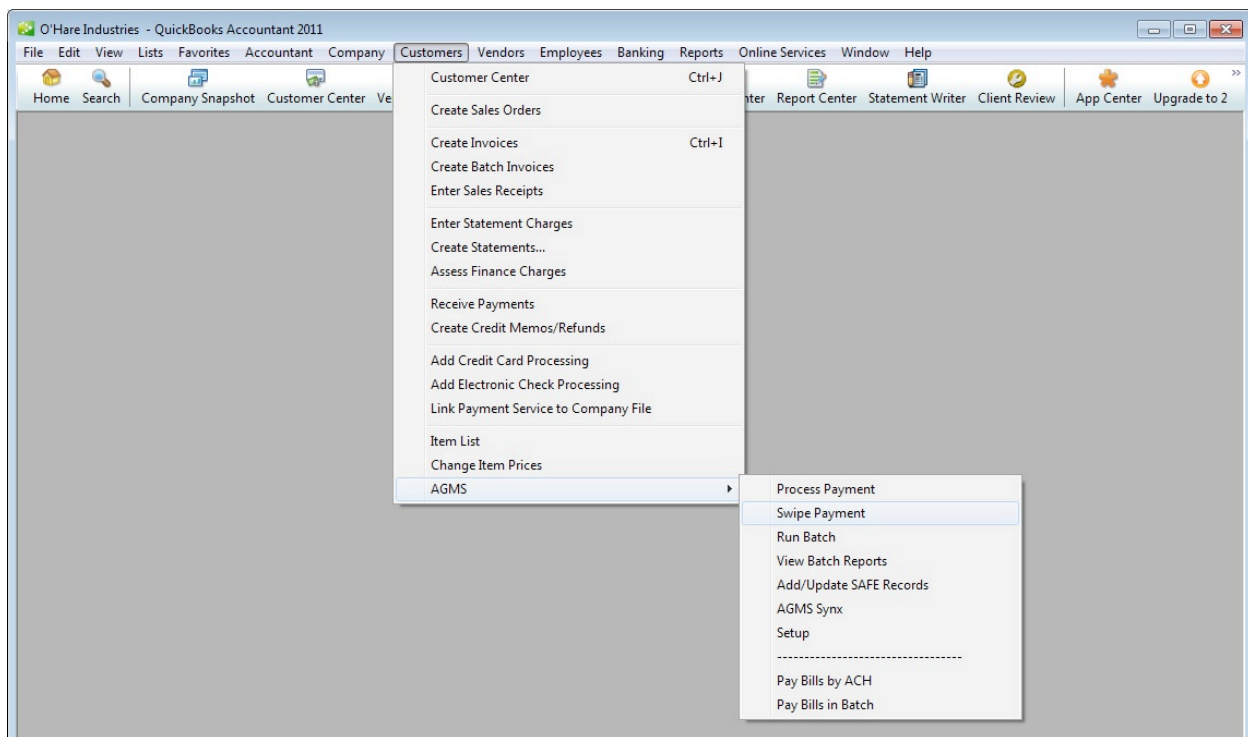 O'Hare Industries - QuickBooks Accountant 2011
File Edit View Lists Favorites Accountant Company Customers Vendors Employees Banking Reports Online Services Window Help
Home Search Company Snapshot Customer Center Ve nter Report Center Statement Writer Client Review App Center Upgrade to 2 »
Customer Center Ctrl+J
Create Sales Orders
Create Invoices Ctrl+I
Create Batch Invoices
Enter Sales Receipts
Enter Statement Charges
Create Statements...
Assess Finance Charges
Receive Payments
Create Credit Memos/Refunds
Add Credit Card Processing
Add Electronic Check Processing
Link Payment Service to Company File
Item List
Change Item Prices
AGMS
Process Payment
Swipe Payment
Run Batch
View Batch Reports
Add/Update SAFE Records
AGMS Synx
Setup
----------------------------------
Pay Bills by ACH
Pay Bills in Batch